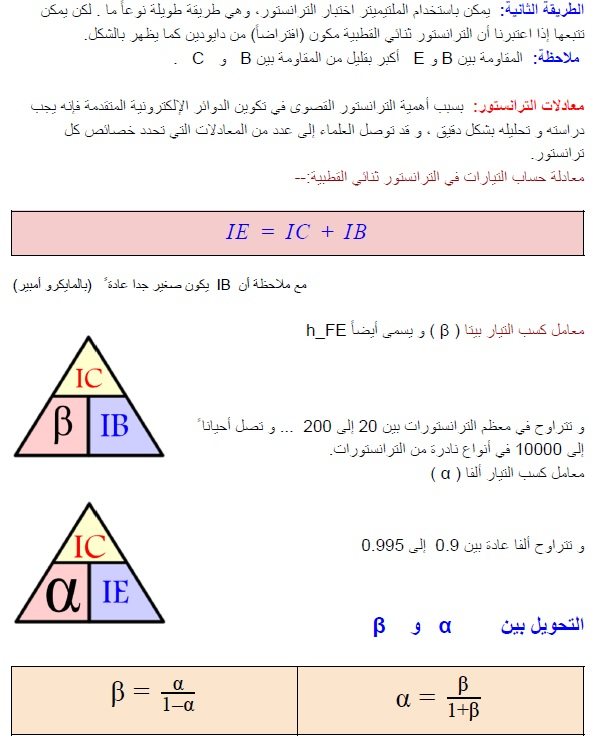 الطريقة الثانية: يمكن باستخدام الملتيميتر اختبار الترانستور، وهي طريقة طويلة نوعاً ما . لكن يمكن
تتبعها إذا اعتبرنا أن الترانستور ثنائي القطبية مكون (افتراضاً) من دايودين كما يظهر بالشكل.
ملاحظة: المقاومة بين B و E أكبر بقليل من المقاومة بين B و C .
معادلات الترانستور: بسبب أهمية الترانستور القصوى في تكوين الدوائر الإلكترونية المتقدمة فإنه يجب
دراسته و تحليله بشكل دقيق ، و قد توصل العلماء إلى عدد من المعادلات التي تحدد خصائص كل
ترانستور.
معادلة حساب التيارات في الترانستور ثنائي القطبية:--
IE = IC + IB
مع ملاحظة أن IB يكون صغير جدا عادةً (بالمايكرو أمبير)
معامل كسب التيار بيتا ( β ) و يسمى أيضاً h_FE
IC
β IB
و تتراوح في معظم الترانستورات بين 20 إلى 200 ... و تصل أحياناً
إلى 10000 في أنواع نادرة من الترانستورات.
معامل كسب التيار ألفا ( α )
IC
α IE
و تتراوح ألفا عادة بين 0.9 إلى 0.995
التحويل بين α و β
β = α / 1–α
α = β / 1+β